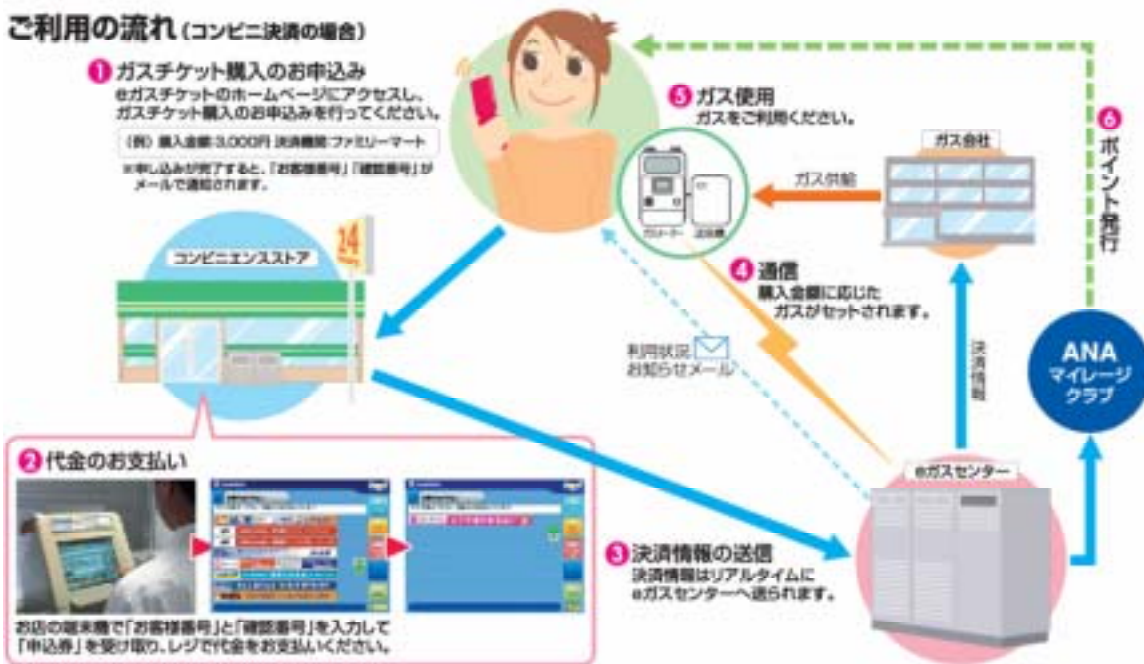 ご利用の流れ(コンビニ決済の場合)
1 ガスチケット購入のお申込み
eガスチケットのホームページにアクセスし、
ガスチケット購入のお申込みを行ってください。
(例) 購入金額:3,000円 決済機関:ファミリーマート
※申し込みが完了すると、「お客様番号」「確認番号」が
メールで通知されます。
コンビニエンスストア
24
2 代金のお支払い
お店の端末機で「お客様番号」と「確認番号」を入力して
「申込券」を受け取り、レジで代金をお支払いください。
3 決済情報の送信
決済情報はリアルタイムに
eガスセンターへ送られます。
eガスセンター
4 通信
購入金額に応じた
ガスがセットされます。
利用状況
お知らせメール
5 ガス使用
ガスをご利用ください。
ガスメーター
ガス供給
ガス会社
決済情報
ANA
マイレージ
クラブ
6 ポイント発行